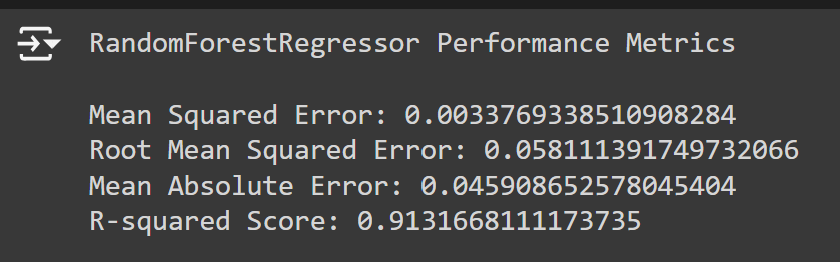 RandomForestRegressor Performance Metrics
Mean Squared Error: 0.0033769338510908284
Root Mean Squared Error: 0.058111391749732066
Mean Absolute Error: 0.045908652578045404
R-squared Score: 0.9131668111173735